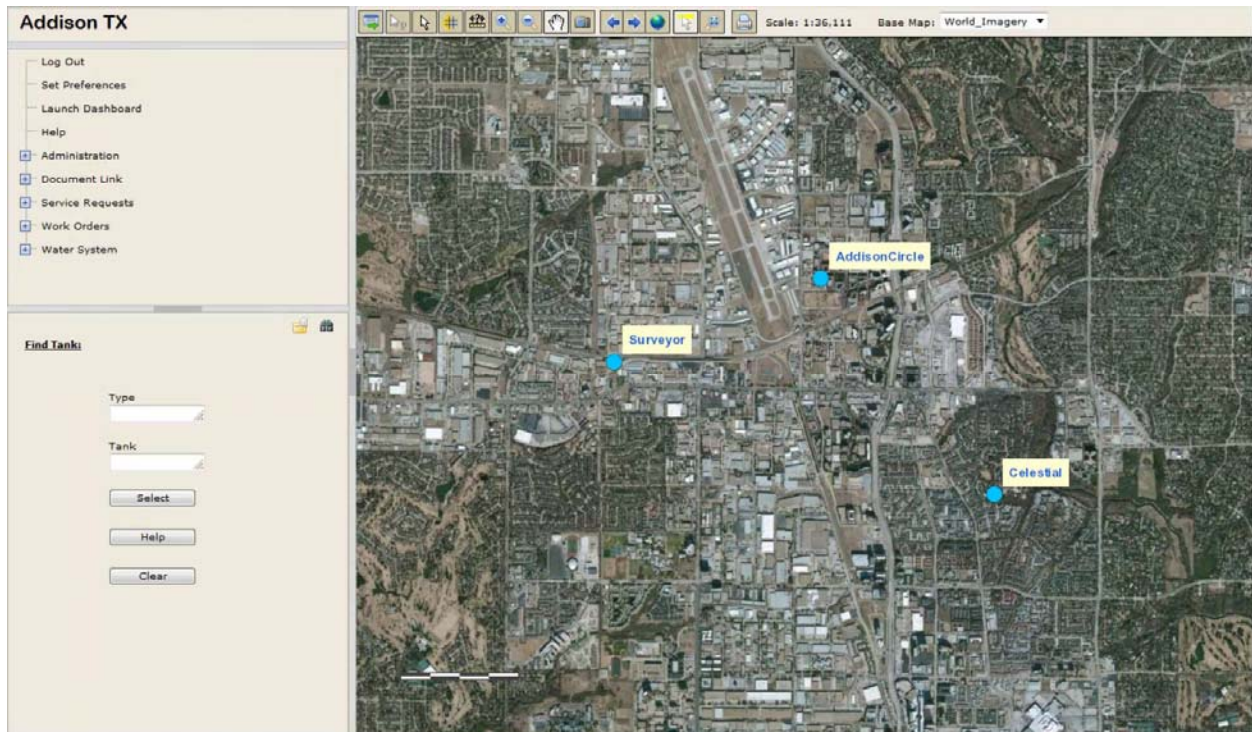 Addison TX
Scale: 1:36,111
Base Map: World_Imagery
Log Out
Set Preferences
Launch Dashboard
Help
Administration
Document Link
Service Requests
Work Orders
Water System
Find Tank:
Type
Tank
Select
Help
Clear
AddisonCircle
Surveyor
Celestial